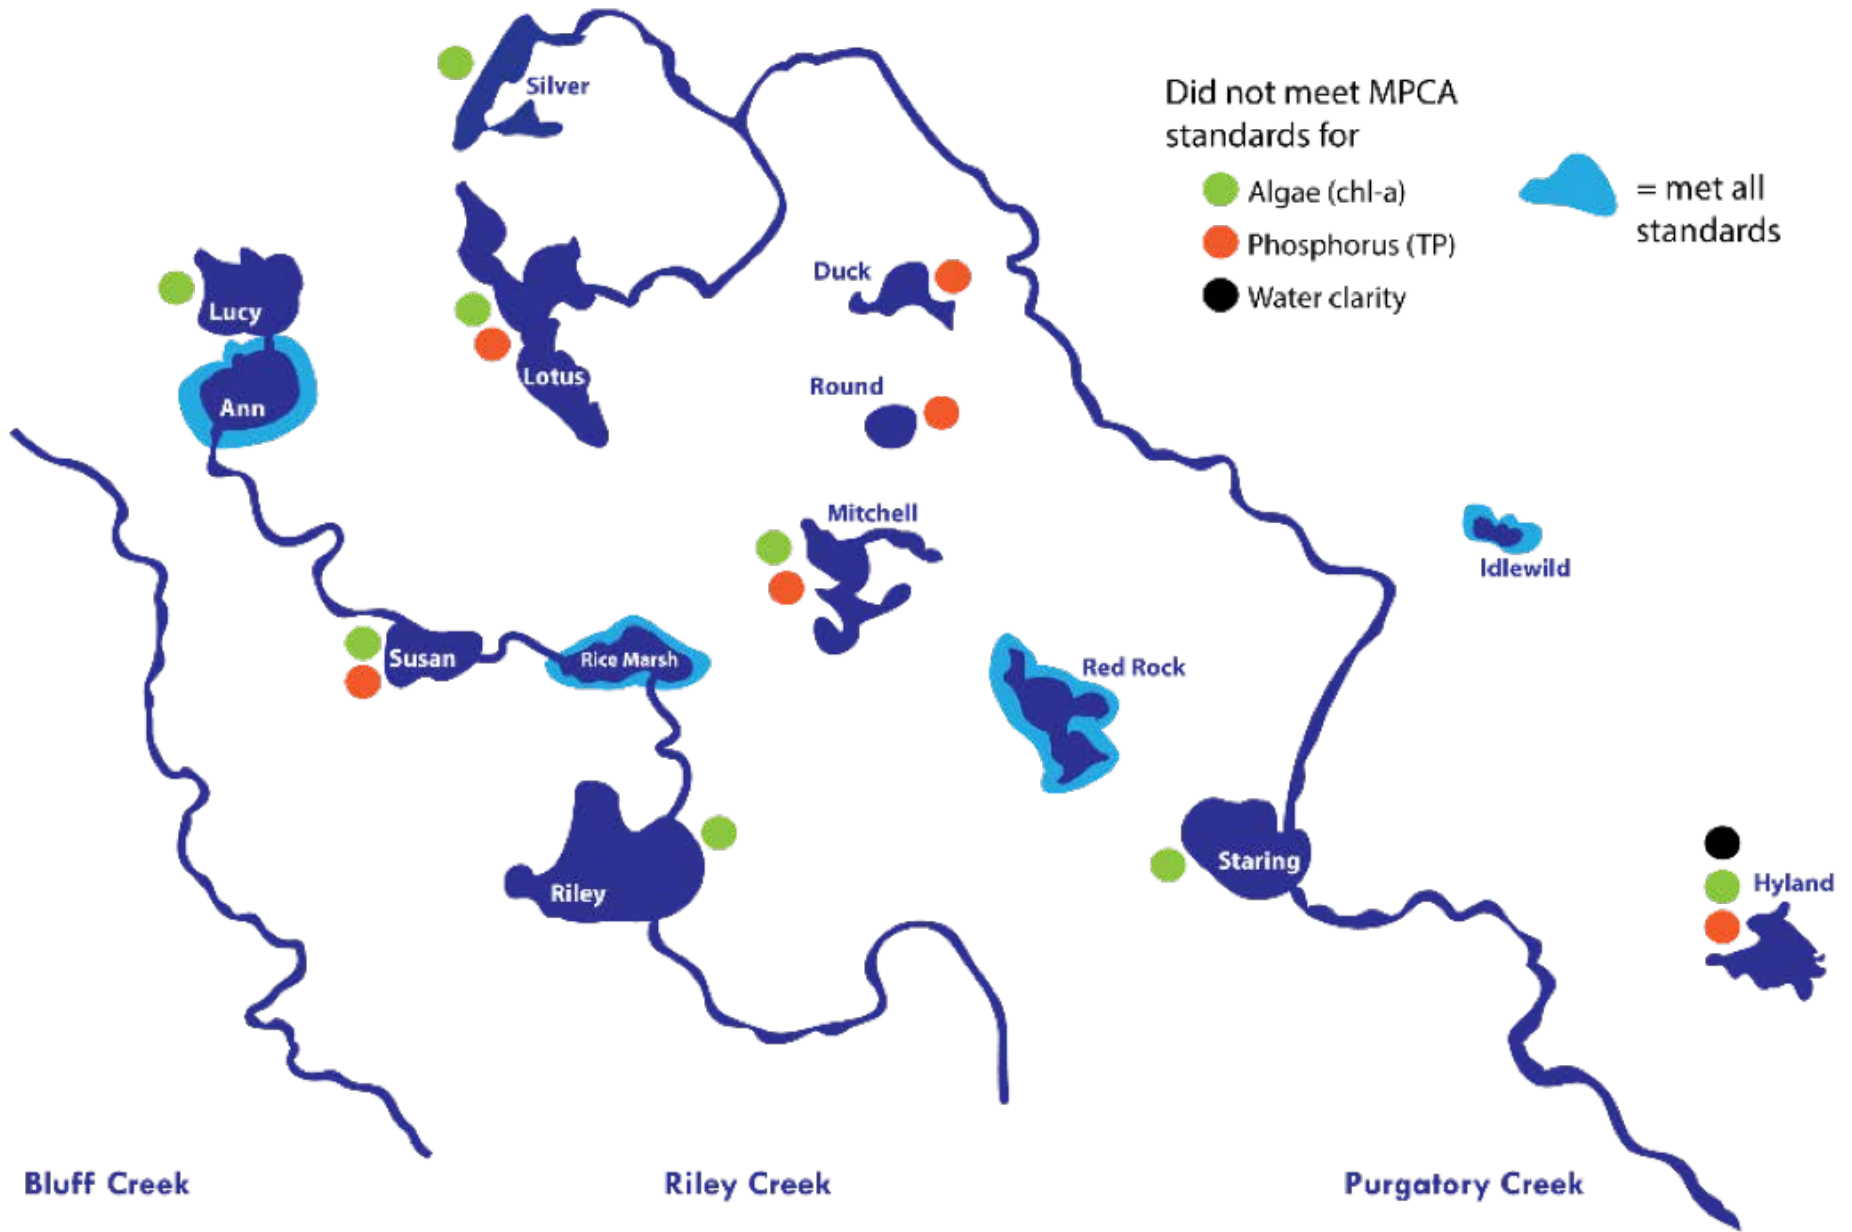 Silver
Did not meet MPCA
standards for
Algae (chl-a)
Phosphorus (TP)
Water clarity
= met all
standards
Duck
Lucy
Lotus
Round
Ann
Mitchell
Idlewild
Susan
Rice Marsh
Red Rock
Riley
Staring
Hyland
Bluff Creek
Riley Creek
Purgatory Creek